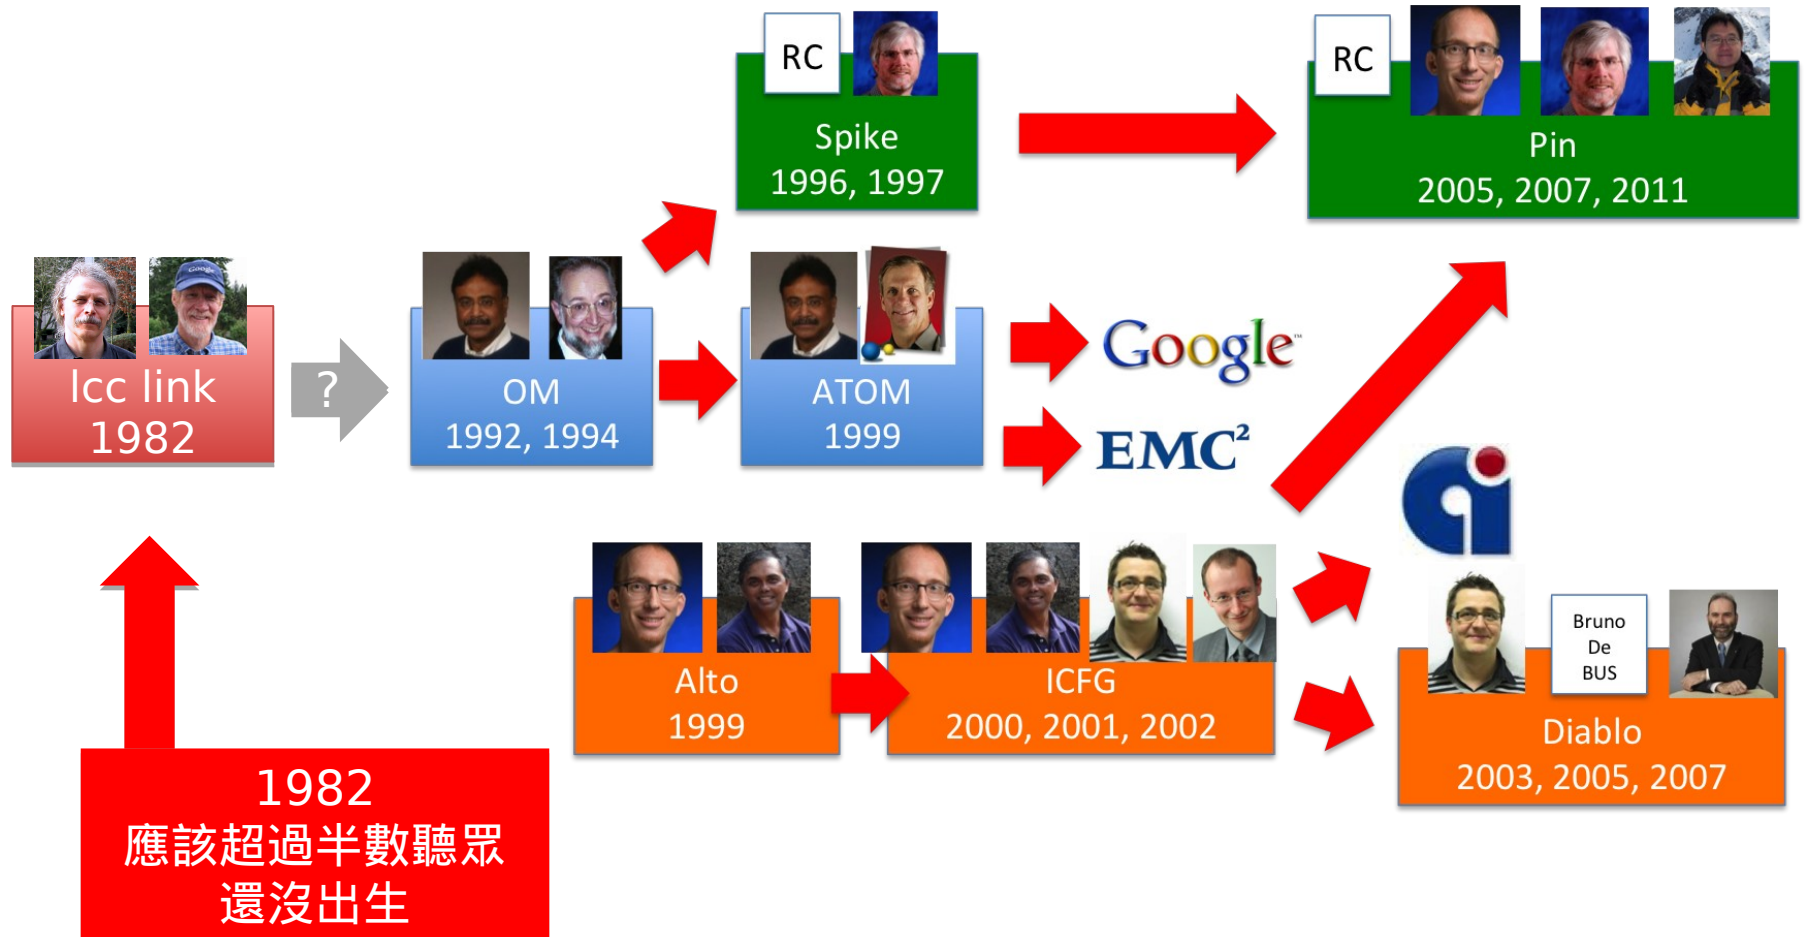 RC
Spike
1996, 1997
RC
Pin
2005, 2007, 2011
Google
lcc link
1982
?
OM
1992, 1994
ATOM
1999
Google™
EMC²
ai
Alto
1999
ICFG
2000, 2001, 2002
Bruno
De
BUS
Diablo
2003, 2005, 2007
1982
應該超過半數聽眾
還沒出生